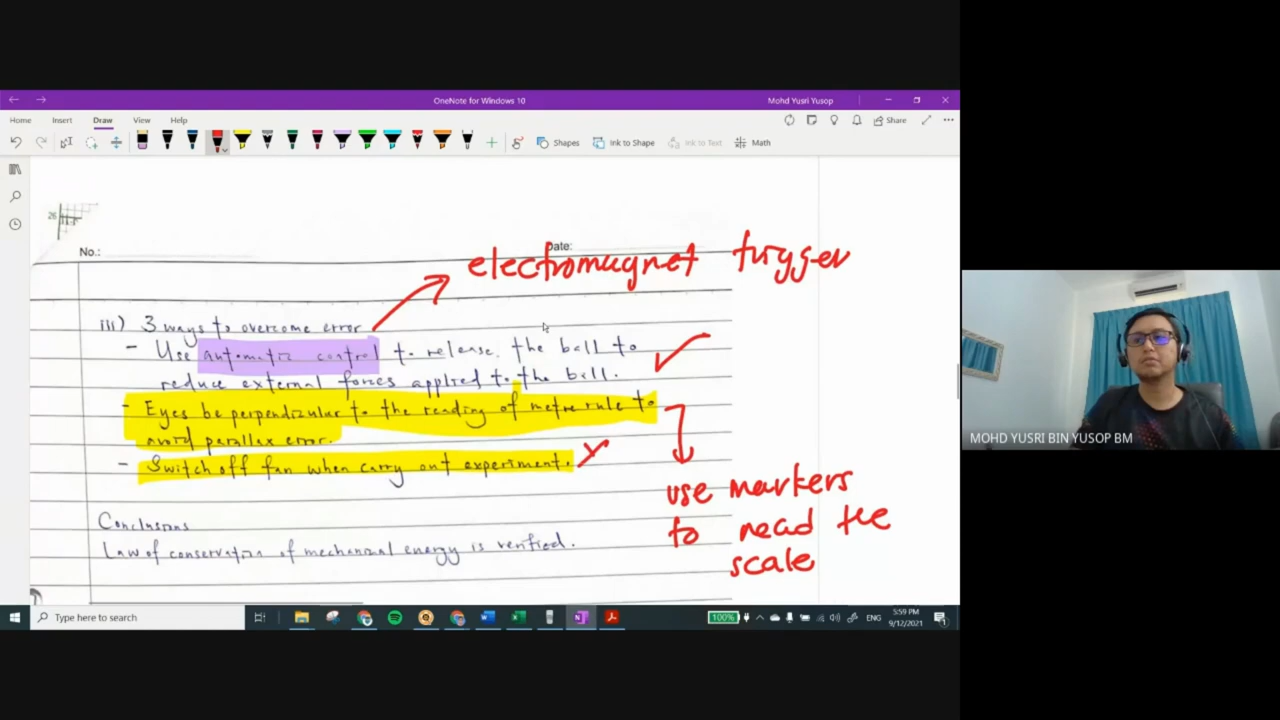 OneNote for Windows 10
Mohd Yusri Yusop
Home Insert Draw View Help
Share
Shapes Ink to Shape Ink to Text Math
26
No.:
Date:
electromagnet trigger
iii) 3 ways to overcome error
- Use automatic control to release the ball to
reduce external forces applied to the ball.
- Eyes be perpendicular to the reading of metre rule to
avoid parallax error.
- Switch off fan when carry out experiment.
use markers
to read the
scale
Conclusions
Law of conservation of mechanical energy is verified.
MOHD YUSRI BIN YUSOP BM
Type here to search
100%
ENG
5:59 PM
9/12/2021